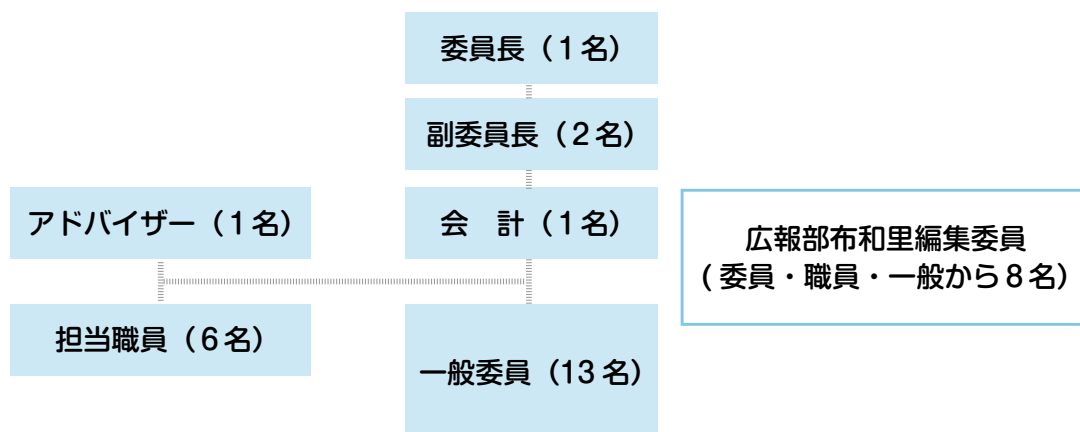 委員長（1名）
副委員長（2名）
アドバイザー（1名）
会　計（1名）
広報部布和里編集委員
( 委員・職員・一般から8名）
担当職員（6名）
一般委員（13名）